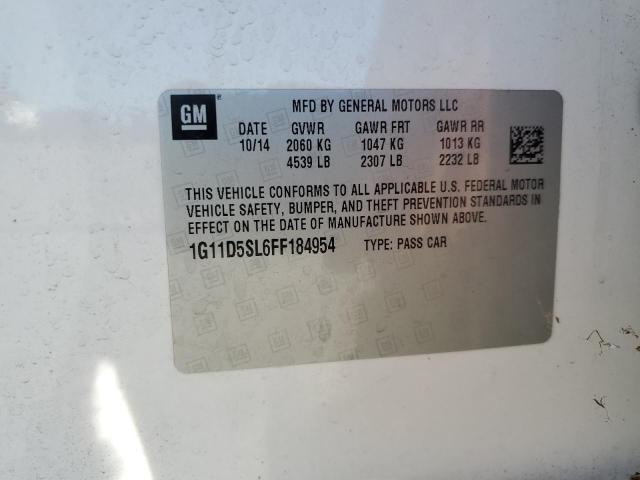 GM
MFD BY GENERAL MOTORS LLC
DATE GVWR GAWR FRT GAWR RR
10/14 2060 KG 1047 KG 1013 KG
4539 LB 2307 LB 2232 LB
THIS VEHICLE CONFORMS TO ALL APPLICABLE U.S. FEDERAL MOTOR
VEHICLE SAFETY, BUMPER, AND THEFT PREVENTION STANDARDS IN
EFFECT ON THE DATE OF MANUFACTURE SHOWN ABOVE.
1G11D5SL6FF184954 TYPE: PASS CAR